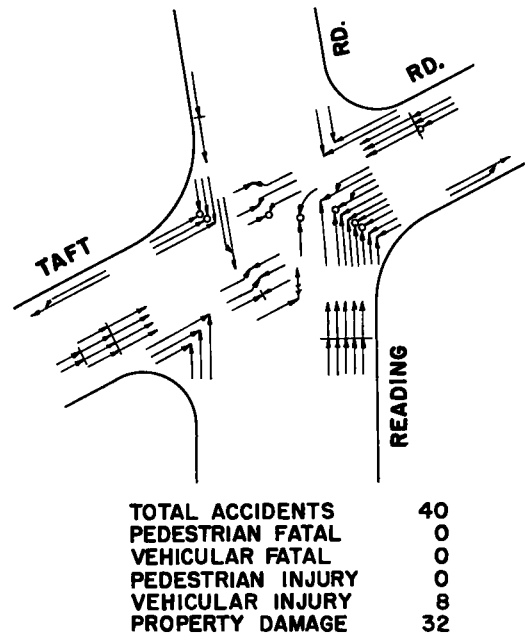 RD.
RD.
TAFT
READING
TOTAL ACCIDENTS 40
PEDESTRIAN FATAL 0
VEHICULAR FATAL 0
PEDESTRIAN INJURY 0
VEHICULAR INJURY 8
PROPERTY DAMAGE 32